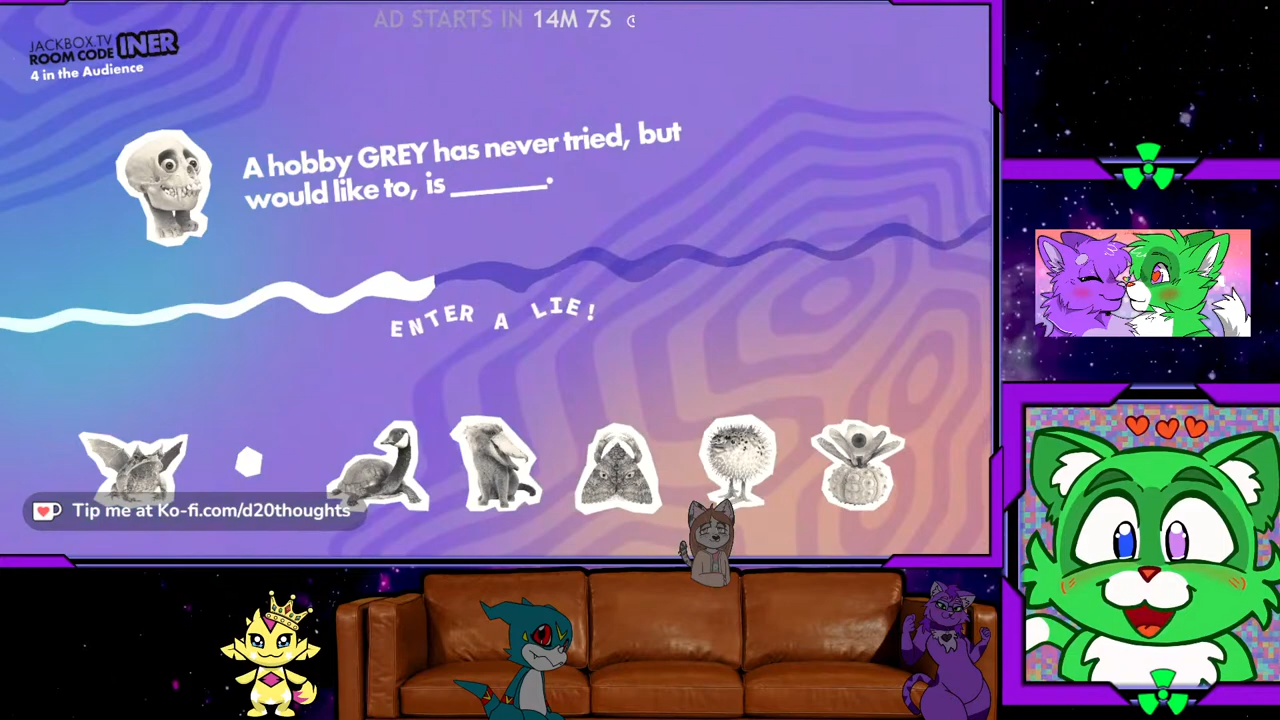 AD STARTS IN 14M 7S
JACKBOX.TV
ROOM CODE INER
4 in the Audience
A hobby GREY has never tried, but
would like to, is ______.
ENTER A LIE!
Tip me at Ko-fi.com/d20thoughts